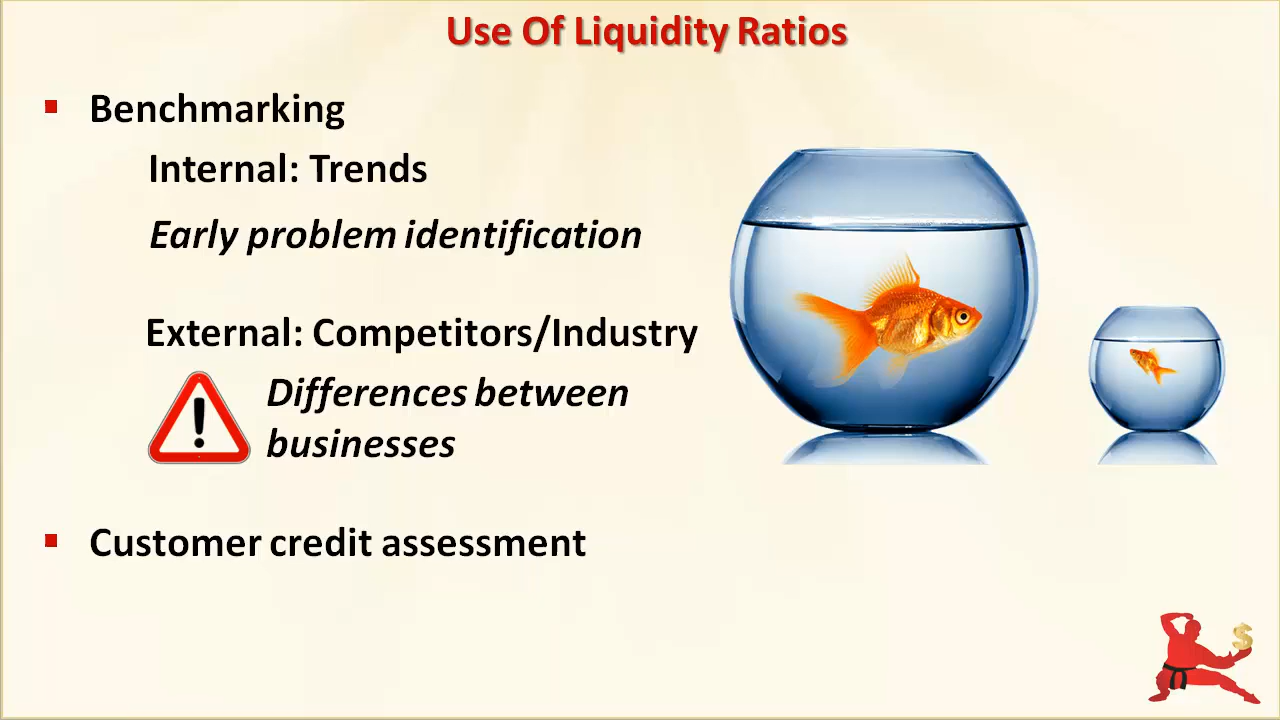 Use Of Liquidity Ratios
Benchmarking
Internal: Trends
Early problem identification
External: Competitors/Industry
Differences between
businesses
Customer credit assessment